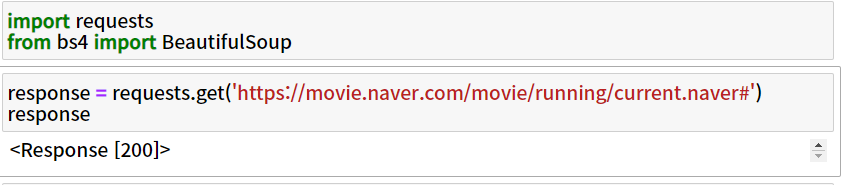 import requests
from bs4 import BeautifulSoup
response = requests.get('https://movie.naver.com/movie/running/current.naver#')
response
<Response [200]>